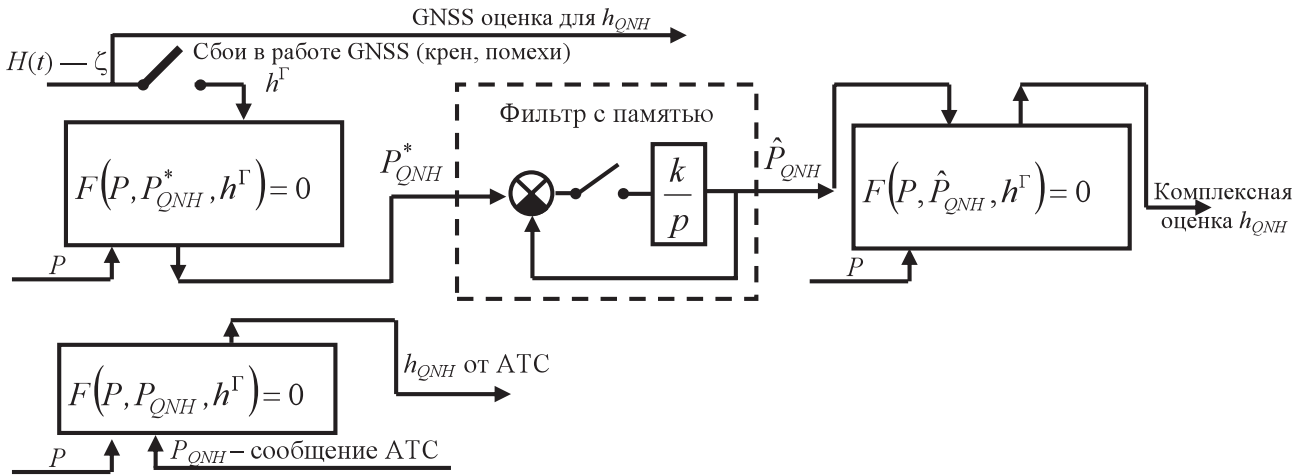 GNSS оценка для h_QNH
H(t) — ζ
Сбои в работе GNSS (крен, помехи)
h^Г
Фильтр с памятью
F(P, P*_QNH, h^Г) = 0
P*_QNH
k
p
P̂_QNH
F(P, P̂_QNH, h^Г) = 0
Комплексная
оценка h_QNH
P
P
h_QNH от АТС
F(P, P_QNH, h^Г) = 0
P
P_QNH – сообщение АТС